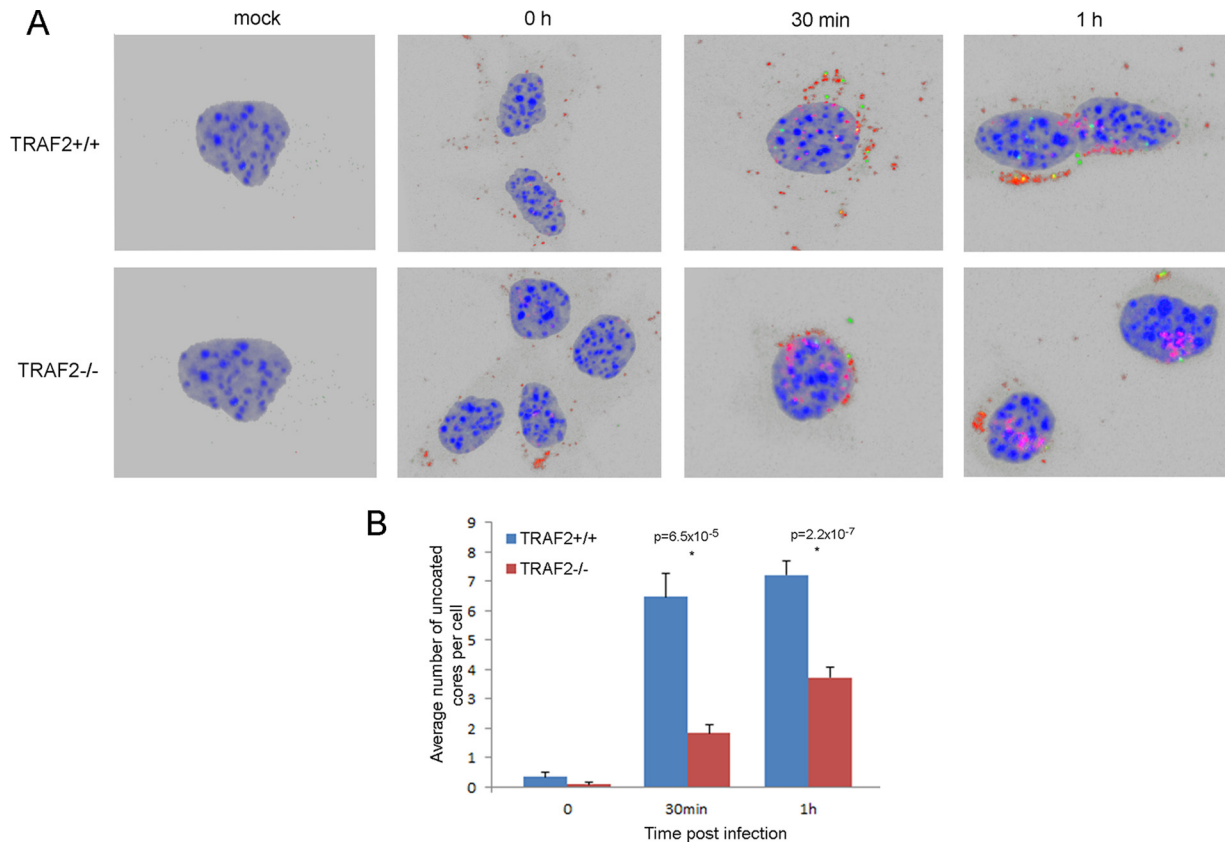 A
mock
0 h
30 min
1 h
TRAF2+/+
TRAF2-/-
B
Average number of uncoated
cores per cell
9
8
7
6
5
4
3
2
1
0
TRAF2+/+
TRAF2-/-
p=6.5x10-5
*
p=2.2x10-7
*
0
30min
1h
Time post infection